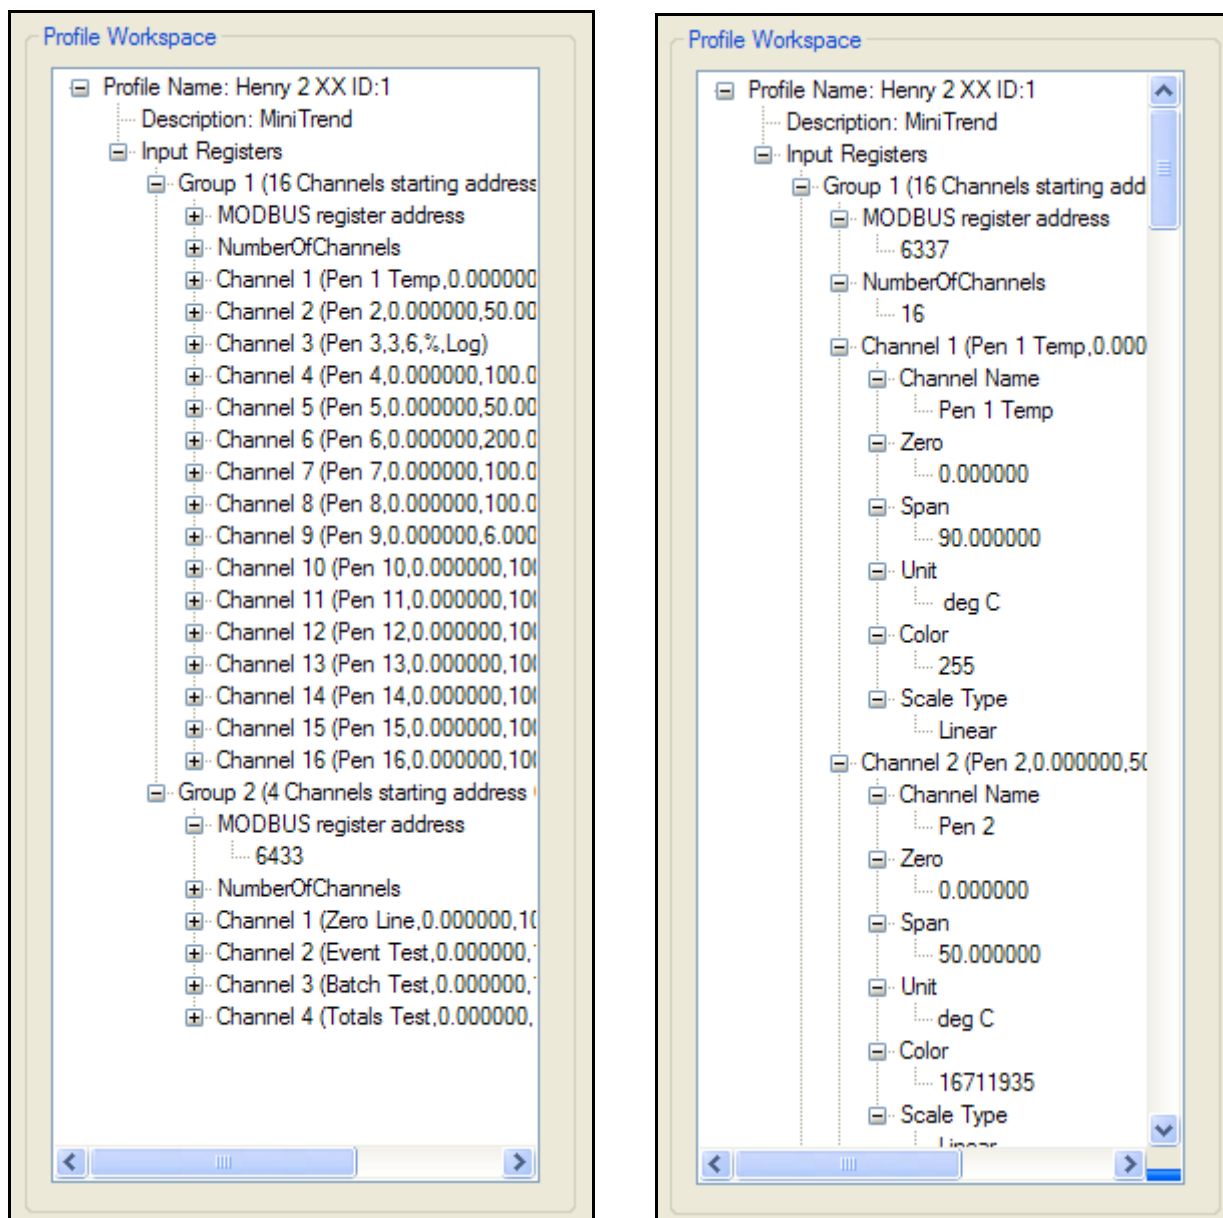 Profile Workspace
Profile Name: Henry 2 XX ID:1
Description: MiniTrend
Input Registers
Group 1 (16 Channels starting address
MODBUS register address
NumberOfChannels
Channel 1 (Pen 1 Temp,0.000000
Channel 2 (Pen 2,0.000000,50.00
Channel 3 (Pen 3,3,6,%,Log)
Channel 4 (Pen 4,0.000000,100.0
Channel 5 (Pen 5,0.000000,50.00
Channel 6 (Pen 6,0.000000,200.0
Channel 7 (Pen 7,0.000000,100.0
Channel 8 (Pen 8,0.000000,100.0
Channel 9 (Pen 9,0.000000,6.000
Channel 10 (Pen 10,0.000000,100
Channel 11 (Pen 11,0.000000,100
Channel 12 (Pen 12,0.000000,100
Channel 13 (Pen 13,0.000000,100
Channel 14 (Pen 14,0.000000,100
Channel 15 (Pen 15,0.000000,100
Channel 16 (Pen 16,0.000000,100
Group 2 (4 Channels starting address
MODBUS register address
6433
NumberOfChannels
Channel 1 (Zero Line,0.000000,10
Channel 2 (Event Test,0.000000,
Channel 3 (Batch Test,0.000000,
Channel 4 (Totals Test,0.000000,
Profile Workspace
Profile Name: Henry 2 XX ID:1
Description: MiniTrend
Input Registers
Group 1 (16 Channels starting add
MODBUS register address
6337
NumberOfChannels
16
Channel 1 (Pen 1 Temp,0.000
Channel Name
Pen 1 Temp
Zero
0.000000
Span
90.000000
Unit
deg C
Color
255
Scale Type
Linear
Channel 2 (Pen 2,0.000000,50
Channel Name
Pen 2
Zero
0.000000
Span
50.000000
Unit
deg C
Color
16711935
Scale Type
Linear